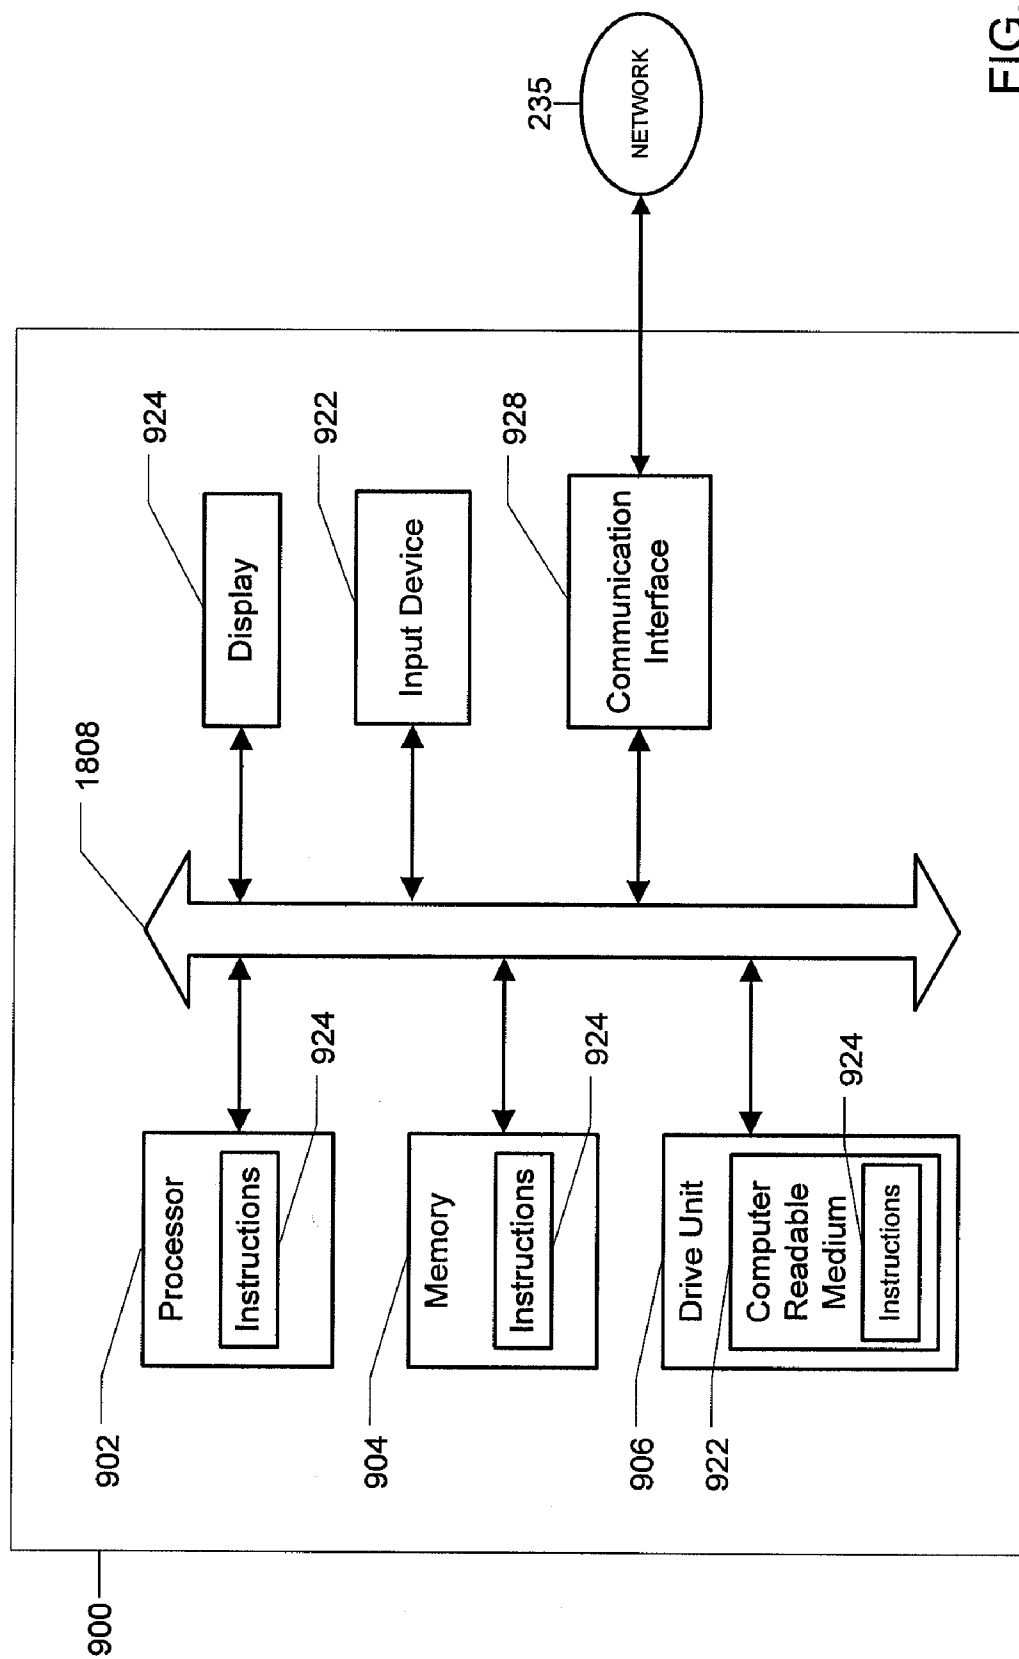 900
902
Processor
Instructions
924
904
Memory
Instructions
924
906
922
Drive Unit
Computer
Readable
Medium
Instructions
924
1808
Display
924
Input Device
922
Communication
Interface
928
235
NETWORK
FIG.